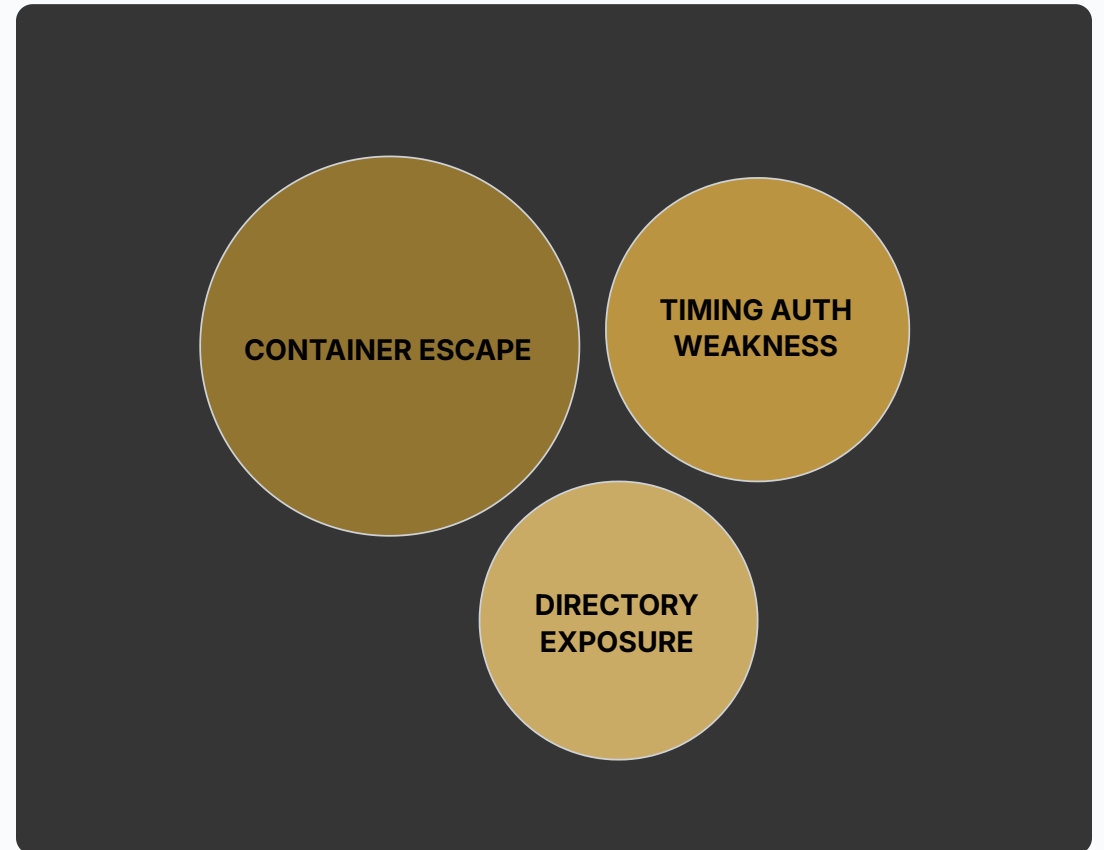 CONTAINER ESCAPE
TIMING AUTH
WEAKNESS
DIRECTORY
EXPOSURE